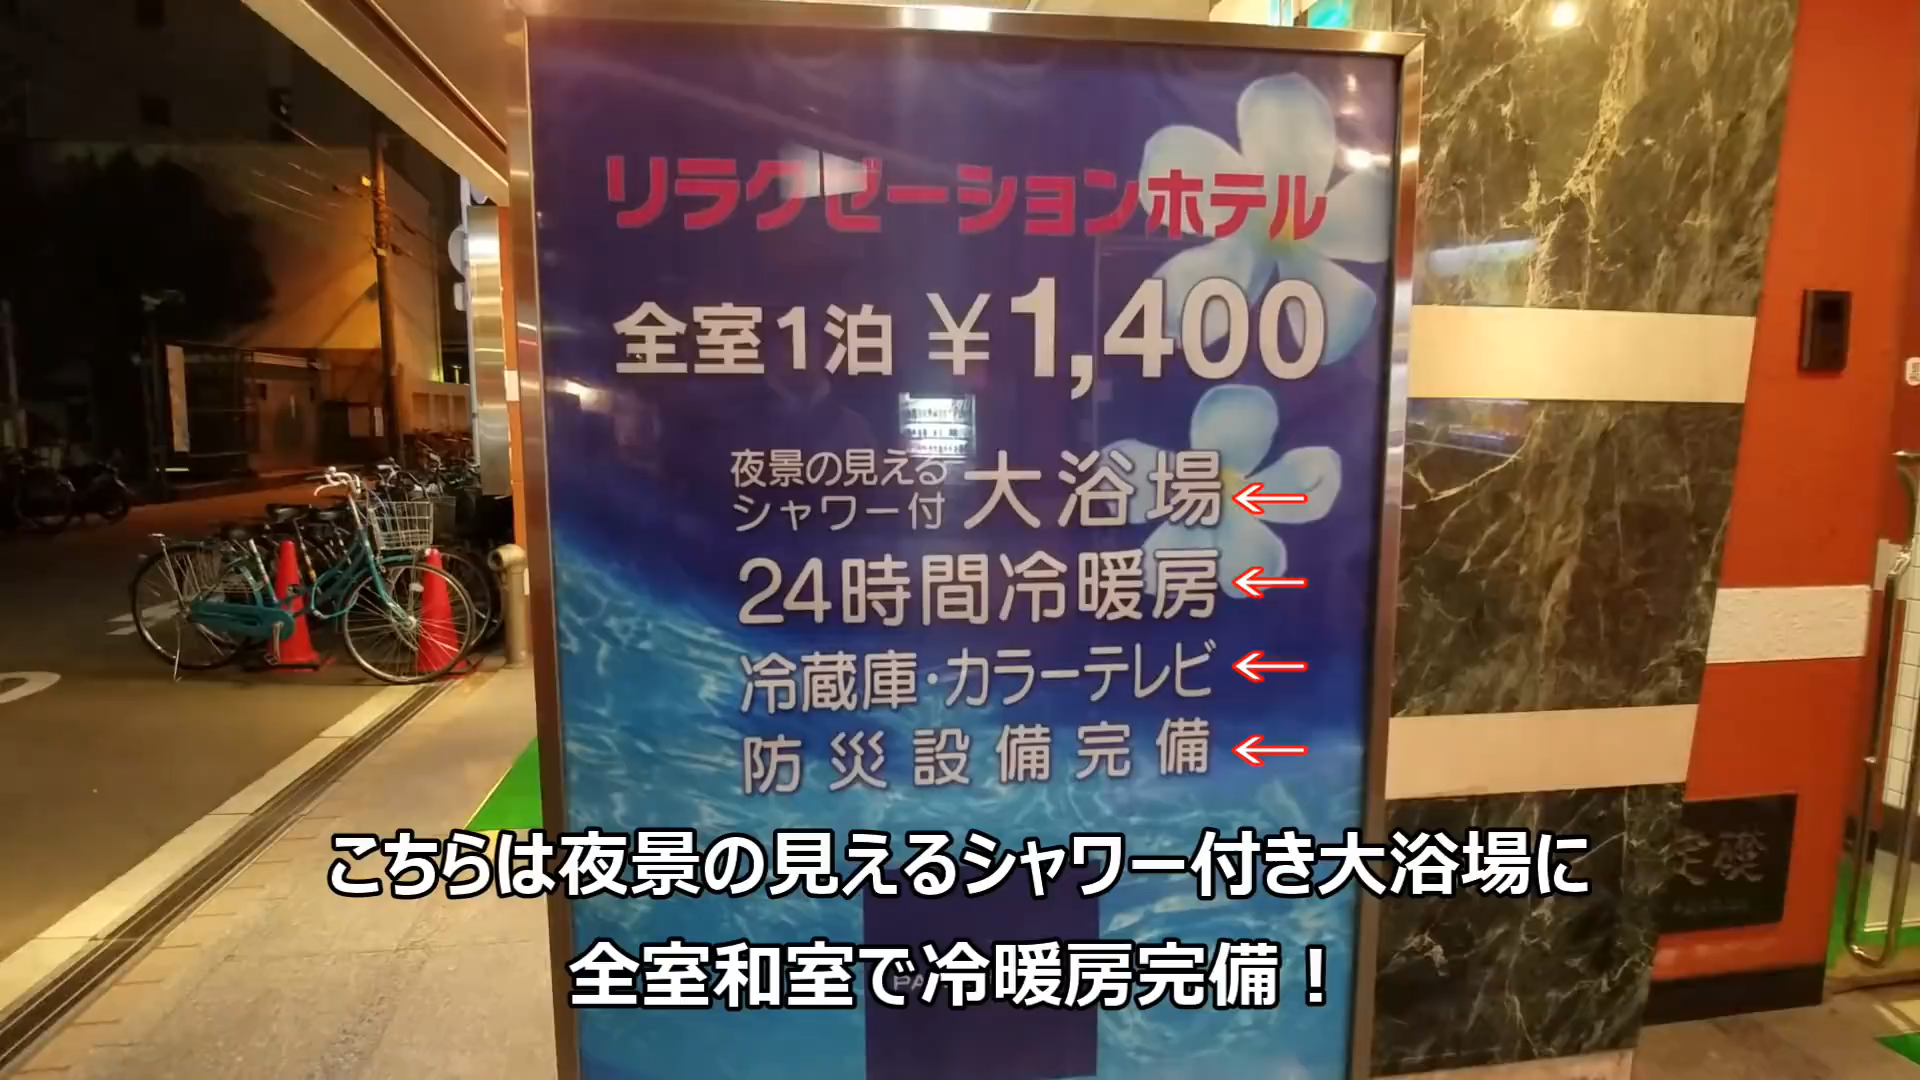 リラクゼーションホテル
全室1泊 ¥1,400
夜景の見える
シャワー付 大浴場
24時間冷暖房
冷蔵庫・カラーテレビ
防災設備完備
こちらは夜景の見えるシャワー付き大浴場に
全室和室で冷暖房完備！